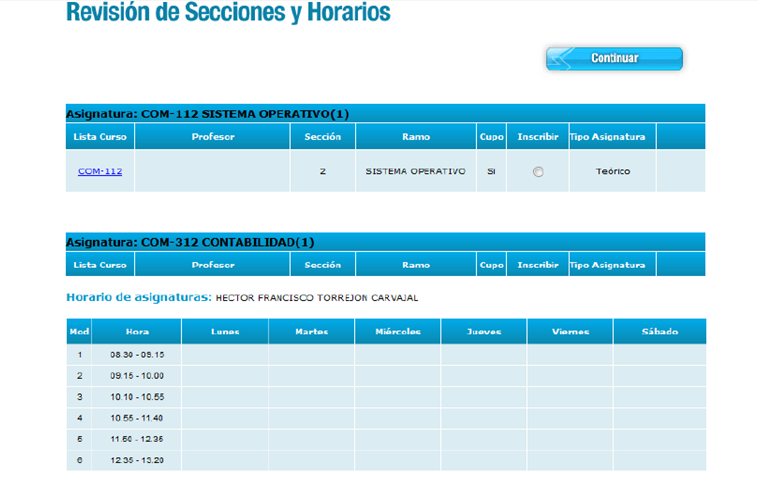 Revisión de Secciones y Horarios
Continuar
Asignatura: COM-112 SISTEMA OPERATIVO(1)
Lista Curso Profesor Sección Ramo Cupo Inscribir Tipo Asignatura
COM-112 2 SISTEMA OPERATIVO SI Teórico
Asignatura: COM-312 CONTABILIDAD(1)
Lista Curso Profesor Sección Ramo Cupo Inscribir Tipo Asignatura
Horario de asignaturas: HECTOR FRANCISCO TORREJON CARVAJAL
Mod Hora Lunes Martes Miércoles Jueves Viernes Sábado
1 08.30 - 09.15
2 09.15 - 10.00
3 10.10 - 10.55
4 10.55 - 11.40
5 11.50 - 12.35
6 12.35 - 13.20